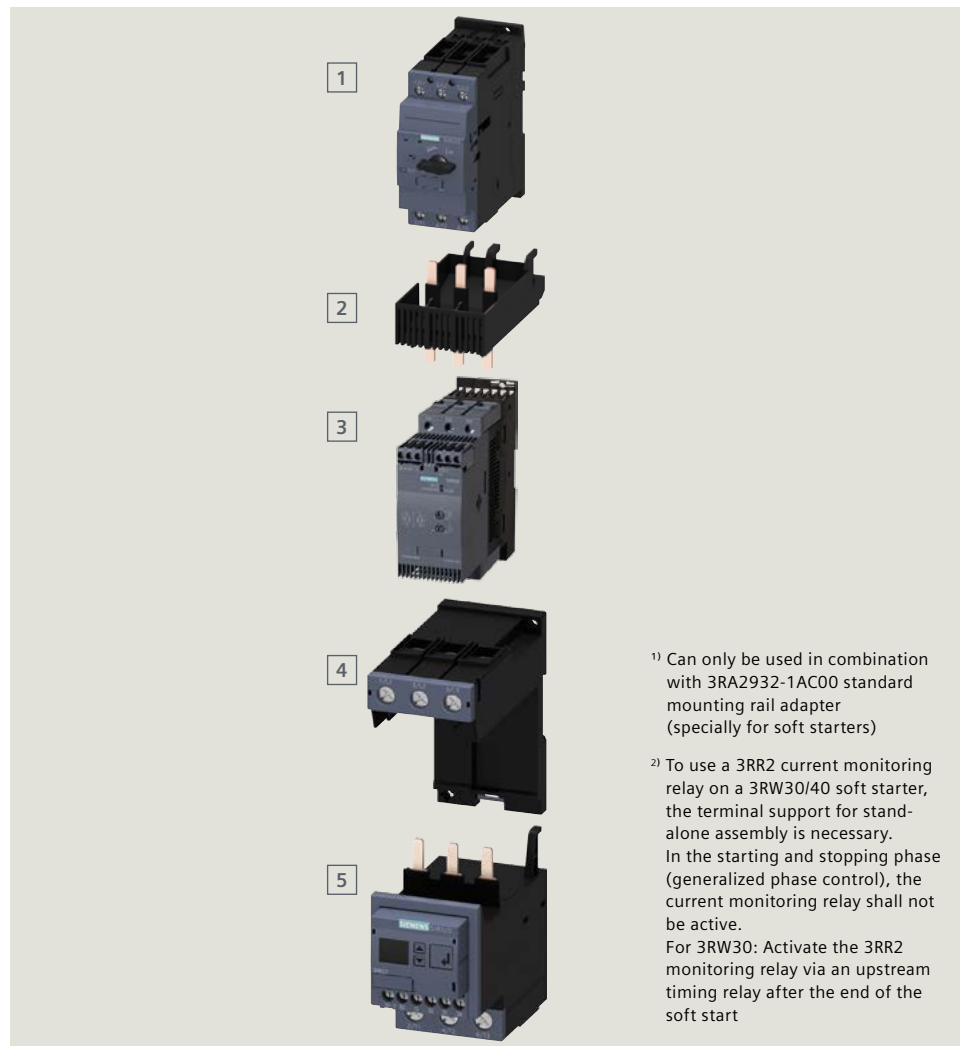 1
SIEMENS
2
3
SIEMENS
4
5
SIEMENS
1) Can only be used in combination
with 3RA2932-1AC00 standard
mounting rail adapter
(specially for soft starters)
2) To use a 3RR2 current monitoring
relay on a 3RW30/40 soft starter,
the terminal support for stand-
alone assembly is necessary.
In the starting and stopping phase
(generalized phase control), the
current monitoring relay shall not
be active.
For 3RW30: Activate the 3RR2
monitoring relay via an upstream
timing relay after the end of the
soft start